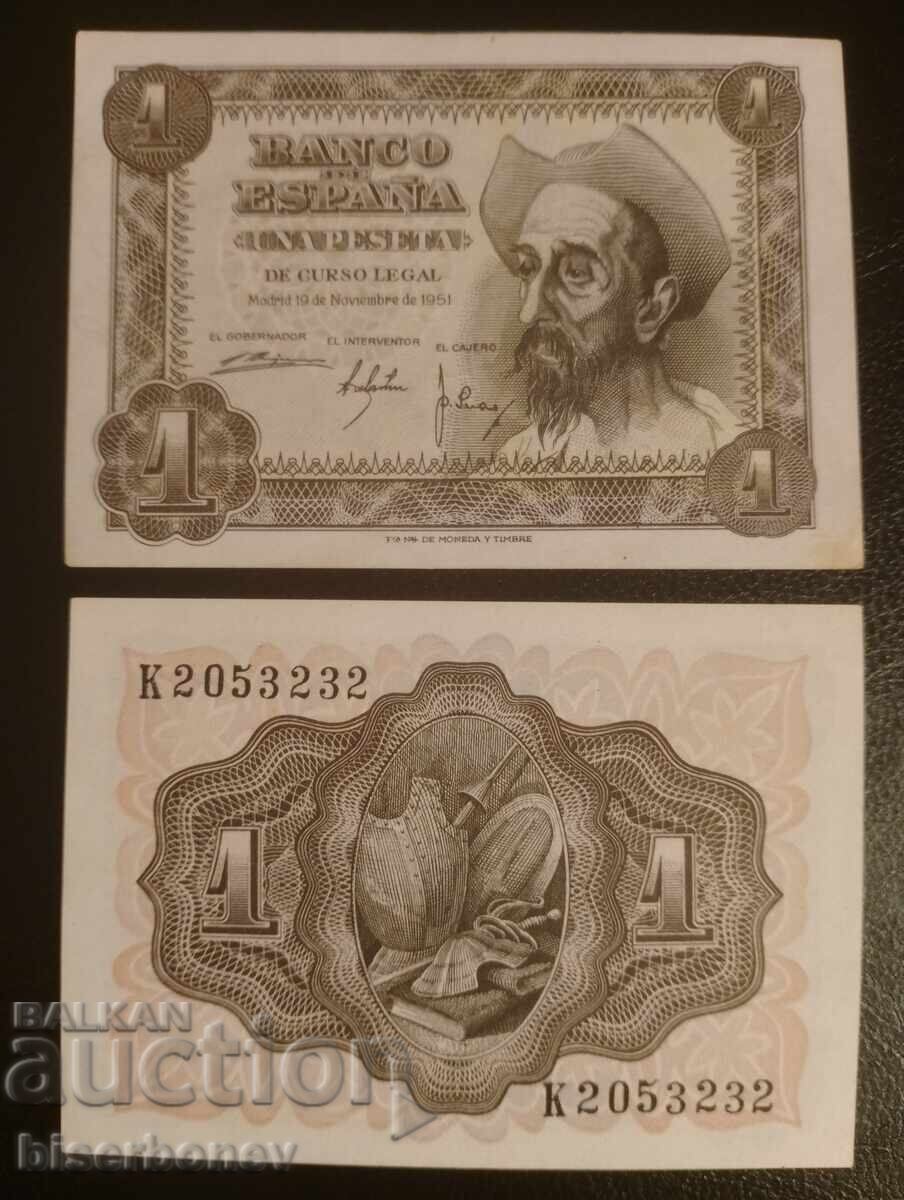 1
1
BANCO
DE
ESPAÑA
UNA PESETA
DE CURSO LEGAL
Madrid 19 de Noviembre de 1951
EL GOBERNADOR
EL INTERVENTOR
EL CAJERO
1
1
DE MONEDA Y TIMBRE
K2053232
1
1
K2053232
BALKAN
auction
biserbonev